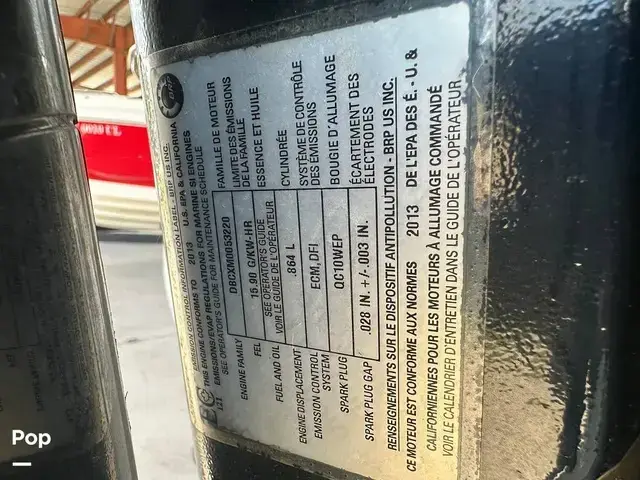 BRP
EMISSION CONTROL INFORMATION LABEL - BRP US INC.
THIS ENGINE CONFORMS TO 2013 U.S. EPA & CALIFORNIA
EMISSIONS/EVAP REGULATIONS FOR MARINE SI ENGINES
SEE OPERATOR'S GUIDE FOR MAINTENANCE SCHEDULE
121
ENGINE FAMILY DBCXM0053220 FAMILLE DE MOTEUR
FEL 15.90 G/KW-HR LIMITE DES ÉMISSIONS
DE LA FAMILLE
FUEL AND OIL SEE OPERATOR'S GUIDE ESSENCE ET HUILE
VOIR LE GUIDE DE L'OPÉRATEUR
ENGINE DISPLACEMENT .864 L CYLINDRÉE
EMISSION CONTROL
SYSTEM ECM,DFI SYSTÈME DE CONTRÔLE
DES ÉMISSIONS
SPARK PLUG QC10WEP BOUGIE D'ALLUMAGE
SPARK PLUG GAP .028 IN. +/-.003 IN. ÉCARTEMENT DES
ELECTRODES
RENSEIGNEMENTS SUR LE DISPOSITIF ANTIPOLLUTION - BRP US INC.
CE MOTEUR EST CONFORME AUX NORMES 2013 DE L'EPA DES É. - U. &
CALIFORNIENNES POUR LES MOTEURS À ALLUMAGE COMMANDÉ
VOIR LE CALENDRIER D'ENTRETIEN DANS LE GUIDE DE L'OPÉRATEUR.
Pop